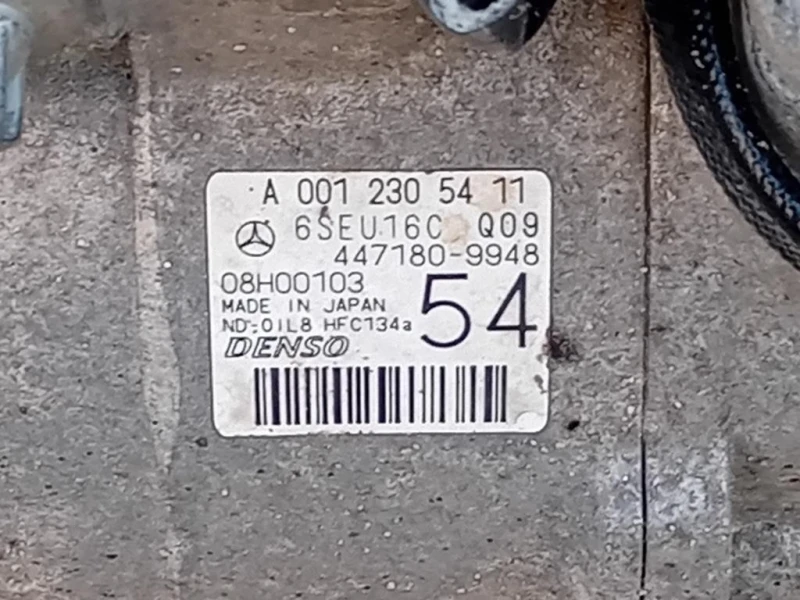 A 001 230 54 11
6SEU16C Q09
447180-9948
08H00103
MADE IN JAPAN
ND-OIL8 HFC134a
54
DENSO